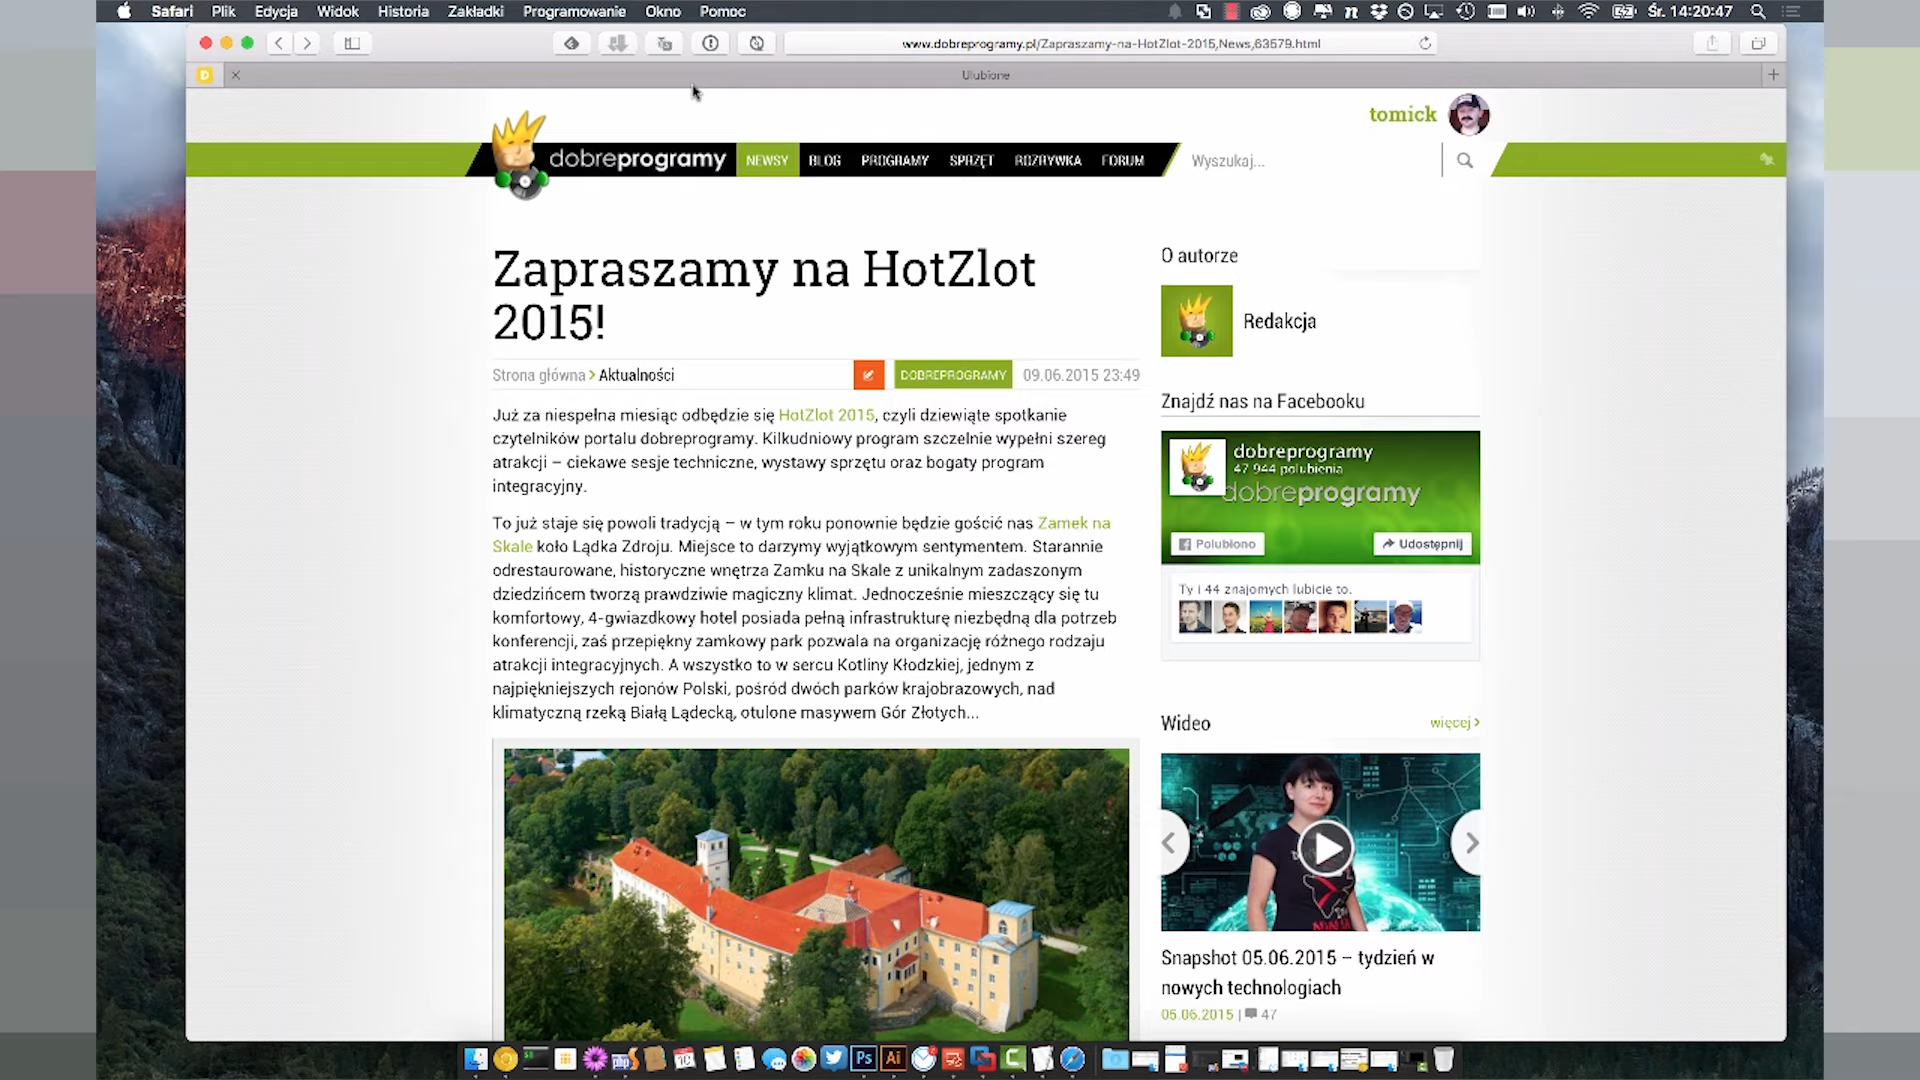 Safari Plik Edycja Widok Historia Zakładki Programowanie Okno Pomoc Śr. 14:20:47
www.dobreprogramy.pl/Zapraszamy-na-HotZlot-2015,News,63579.html
D Ulubione
tomick
dobreprogramy NEWSY BLOG PROGRAMY SPRZĘT ROZRYWKA FORUM Wyszukaj...
Zapraszamy na HotZlot
2015!
Strona główna > Aktualności DOBREPROGRAMY 09.06.2015 23:49
Już za niespełna miesiąc odbędzie się HotZlot 2015, czyli dziewiąte spotkanie
czytelników portalu dobreprogramy. Kilkudniowy program szczelnie wypełni szereg
atrakcji – ciekawe sesje techniczne, wystawy sprzętu oraz bogaty program
integracyjny.
To już staje się powoli tradycją – w tym roku ponownie będzie gościć nas Zamek na
Skale koło Lądka Zdroju. Miejsce to darzymy wyjątkowym sentymentem. Starannie
odrestaurowane, historyczne wnętrza Zamku na Skale z unikalnym zadaszonym
dziedzińcem tworzą prawdziwie magiczny klimat. Jednocześnie mieszczący się tu
komfortowy, 4-gwiazdkowy hotel posiada pełną infrastrukturę niezbędną dla potrzeb
konferencji, zaś przepiękny zamkowy park pozwala na organizację różnego rodzaju
atrakcji integracyjnych. A wszystko to w sercu Kotliny Kłodzkiej, jednym z
najpiękniejszych rejonów Polski, pośród dwóch parków krajobrazowych, nad
klimatyczną rzeką Białą Lądecką, otulone masywem Gór Złotych...
O autorze
Redakcja
Znajdź nas na Facebooku
dobreprogramy
47 944 polubienia
dobreprogramy
Polubiono Udostępnij
Ty i 44 znajomych lubicie to.
Wideo więcej >
Snapshot 05.06.2015 – tydzień w
nowych technologiach
05.06.2015 | 47
Ps Ai